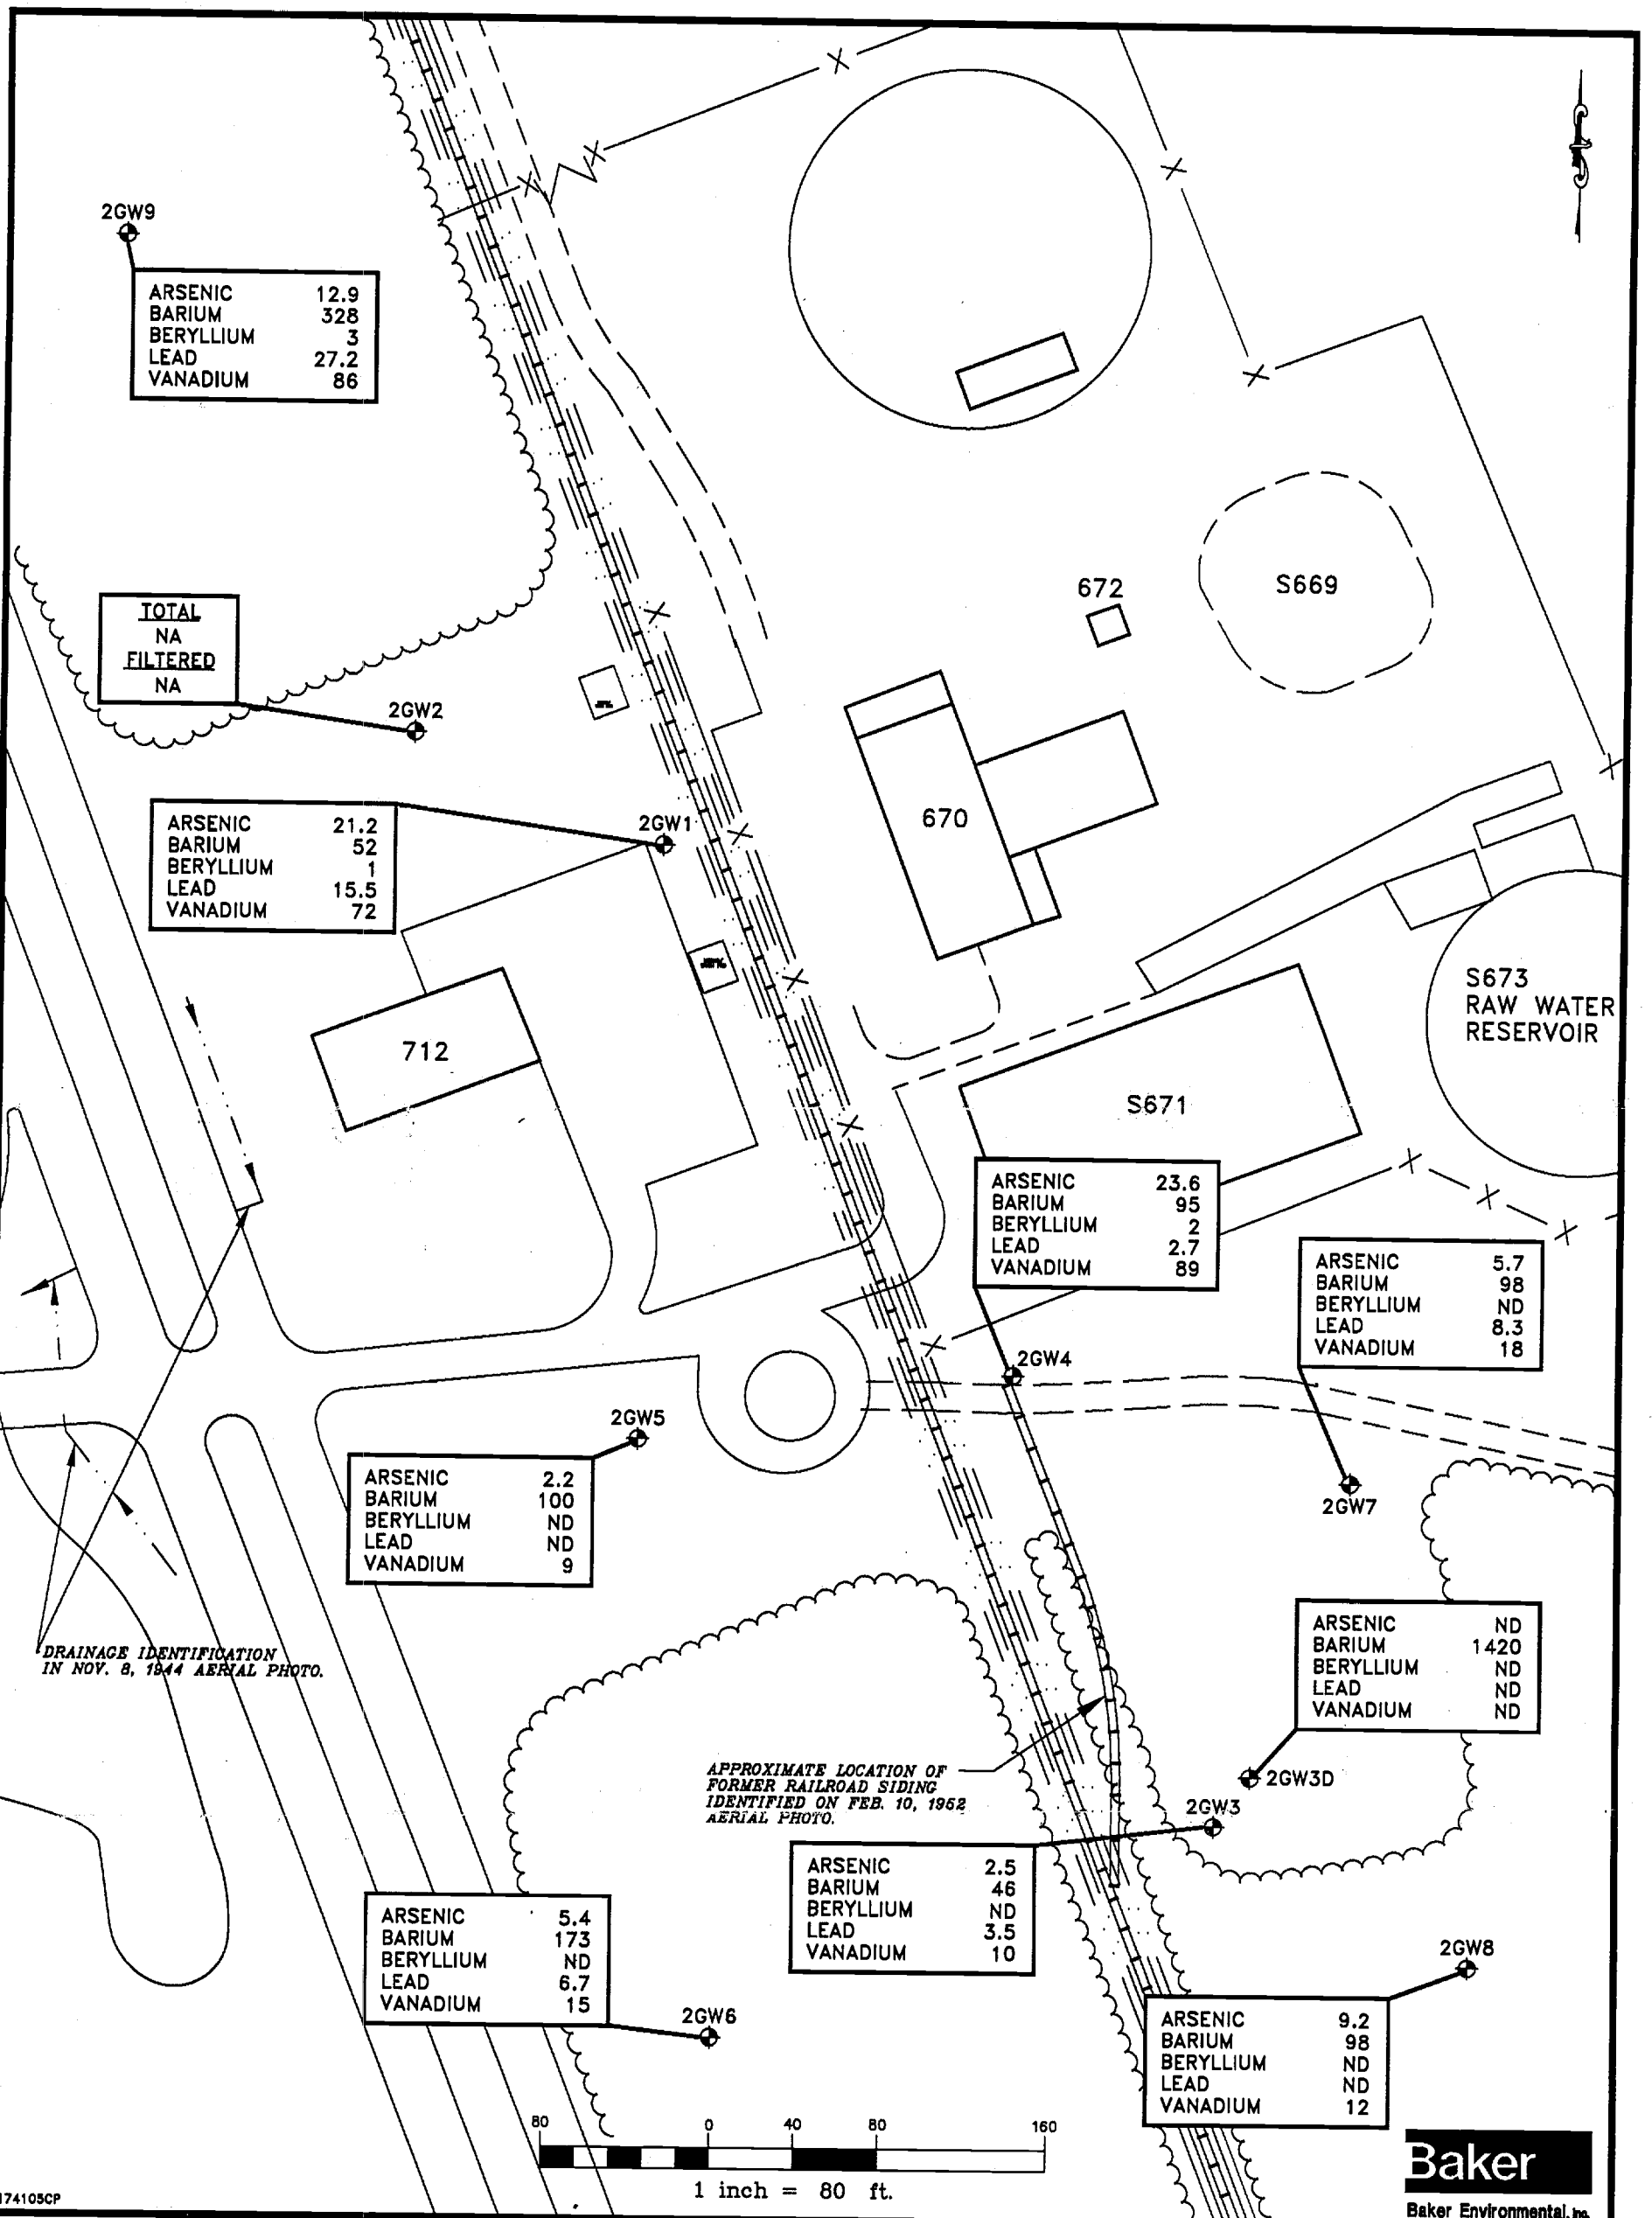 2GW9
ARSENIC 12.9
BARIUM 328
BERYLLIUM 3
LEAD 27.2
VANADIUM 86
672
S669
TOTAL
NA
FILTERED
NA
2GW2
ARSENIC 21.2
BARIUM 52
BERYLLIUM 1
LEAD 15.5
VANADIUM 72
2GW1
670
S673
RAW WATER
RESERVOIR
712
S671
ARSENIC 23.6
BARIUM 95
BERYLLIUM 2
LEAD 2.7
VANADIUM 89
ARSENIC 5.7
BARIUM 98
BERYLLIUM ND
LEAD 8.3
VANADIUM 18
2GW4
2GW5
ARSENIC 2.2
BARIUM 100
BERYLLIUM ND
LEAD ND
VANADIUM 9
2GW7
ARSENIC ND
BARIUM 1420
BERYLLIUM ND
LEAD ND
VANADIUM ND
DRAINAGE IDENTIFICATION
IN NOV. 8, 1944 AERIAL PHOTO.
APPROXIMATE LOCATION OF
FORMER RAILROAD SIDING
IDENTIFIED ON FEB. 10, 1952
AERIAL PHOTO.
2GW3D
2GW3
ARSENIC 2.5
BARIUM 46
BERYLLIUM ND
LEAD 3.5
VANADIUM 10
ARSENIC 5.4
BARIUM 173
BERYLLIUM ND
LEAD 6.7
VANADIUM 15
2GW6
2GW8
ARSENIC 9.2
BARIUM 98
BERYLLIUM ND
LEAD ND
VANADIUM 12
80 0 40 80 160
1 inch = 80 ft.
174105CP
Baker
Baker Environmental, Inc.